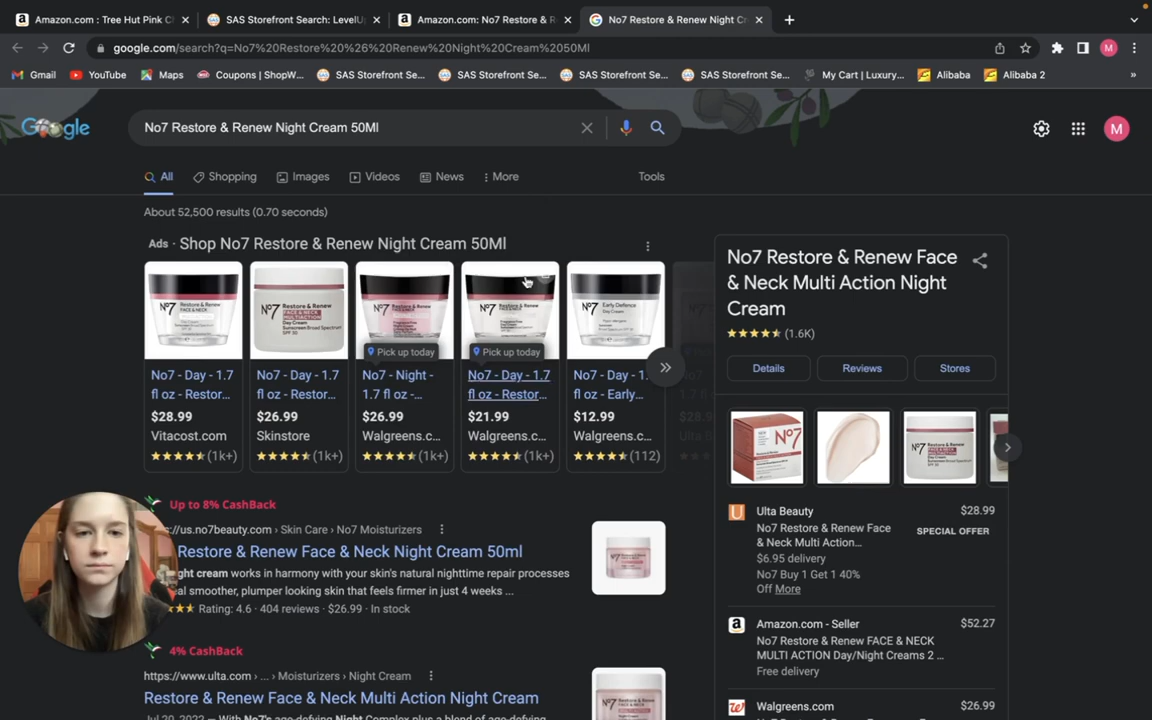 Amazon.com : Tree Hut Pink C
SAS Storefront Search: LevelU
Amazon.com: No7 Restore & R
No7 Restore & Renew Night Cr
google.com/search?q=No7%20Restore%20%26%20Renew%20Night%20Cream%2050Ml
M
Gmail
YouTube
Maps
Coupons | ShopW...
SAS Storefront Se...
SAS Storefront Se...
SAS Storefront Se...
SAS Storefront Se...
My Cart | Luxury...
Alibaba
Alibaba 2
»
Google
No7 Restore & Renew Night Cream 50Ml
M
All
Shopping
Images
Videos
News
More
Tools
About 52,500 results (0.70 seconds)
Ads · Shop No7 Restore & Renew Night Cream 50Ml
Pick up today
Pick up today
No7 - Day - 1.7
fl oz - Restor...
$28.99
Vitacost.com
(1k+)
No7 - Day - 1.7
fl oz - Restor...
$26.99
Skinstore
(1k+)
No7 - Night -
1.7 fl oz -...
$26.99
Walgreens.c...
(1k+)
No7 - Day - 1.7
fl oz - Restor...
$21.99
Walgreens.c...
(1k+)
No7 - Day - 1.
fl oz - Early...
$12.99
Walgreens.c...
(112)
No7 Restore & Renew Face
& Neck Multi Action Night
Cream
(1.6K)
Details
Reviews
Stores
Ulta Beauty
$28.99
No7 Restore & Renew Face
& Neck Multi Action...
SPECIAL OFFER
$6.95 delivery
No7 Buy 1 Get 1 40%
Off More
Amazon.com - Seller
$52.27
No7 Restore & Renew FACE & NECK
MULTI ACTION Day/Night Creams 2 ...
Free delivery
Walgreens.com
$26.99
Up to 8% CashBack
://us.no7beauty.com › Skin Care › No7 Moisturizers
Restore & Renew Face & Neck Night Cream 50ml
ght cream works in harmony with your skin's natural nighttime repair processes
al smoother, plumper looking skin that feels firmer in just 4 weeks ...
Rating: 4.6 · 404 reviews · $26.99 · In stock
4% CashBack
https://www.ulta.com › ... › Moisturizers › Night Cream
Restore & Renew Face & Neck Multi Action Night Cream